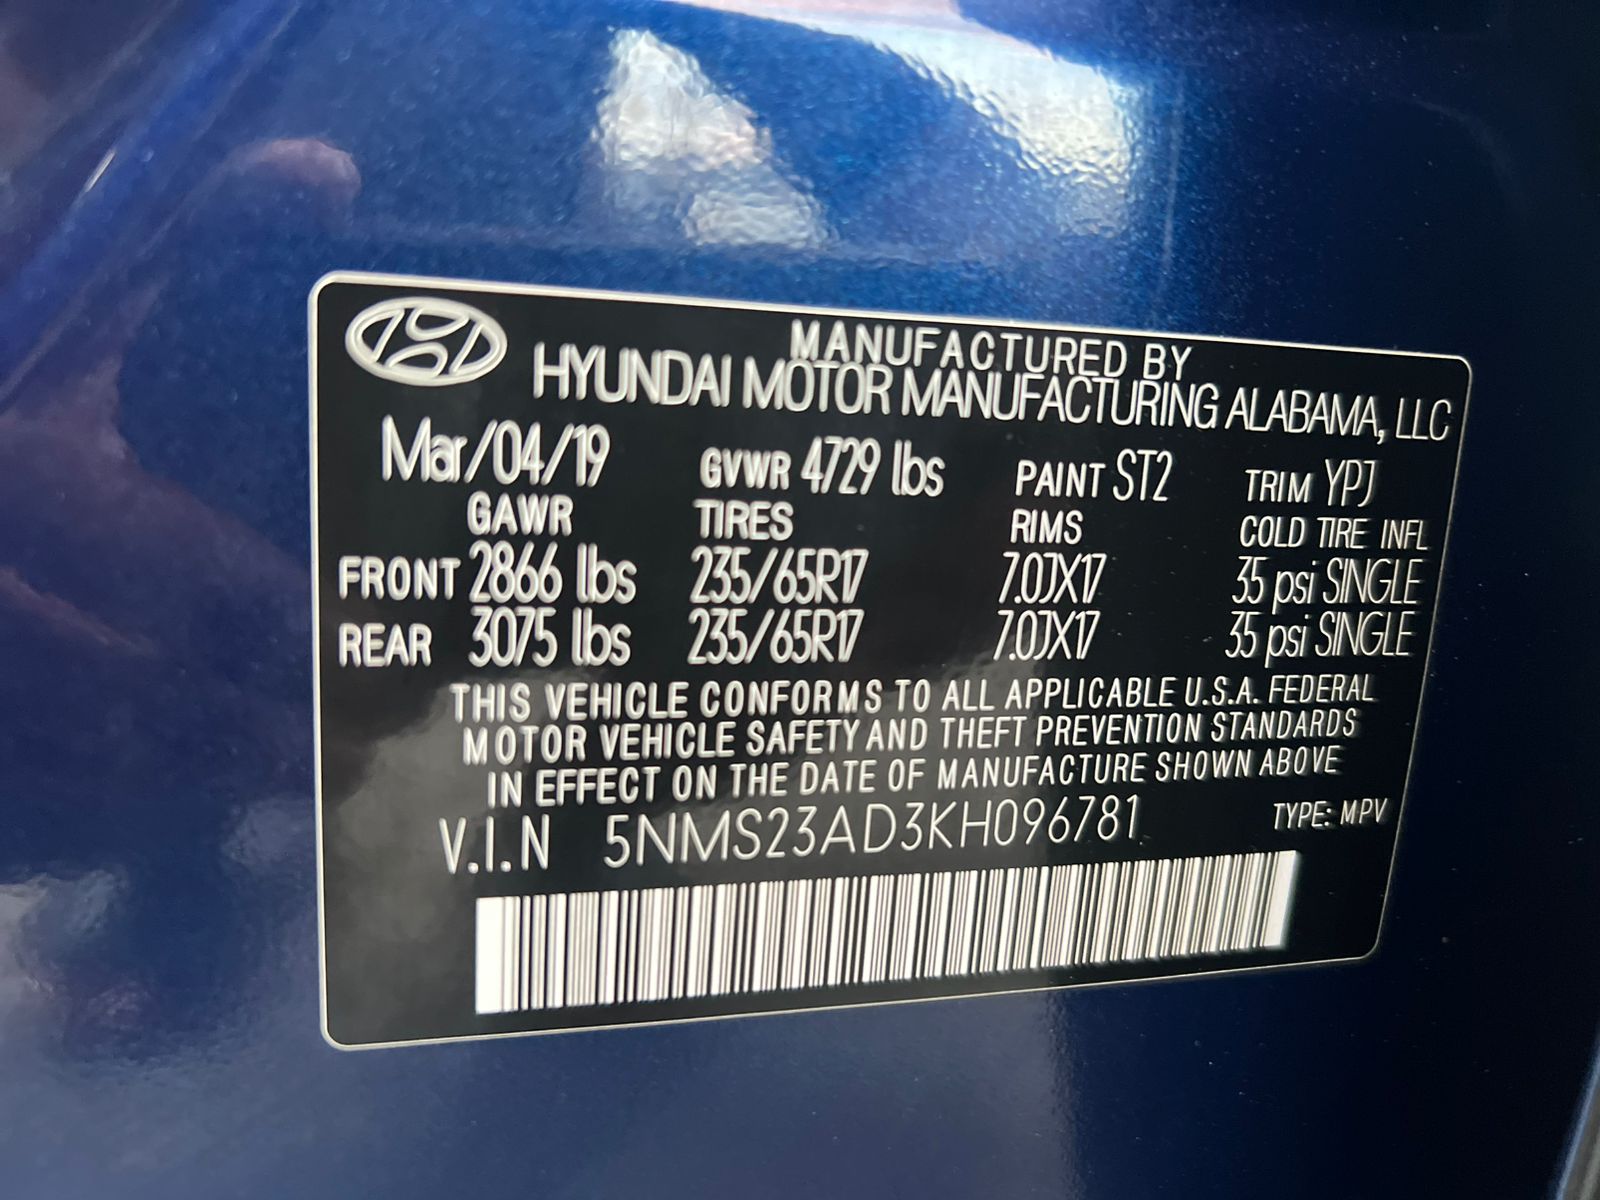 MANUFACTURED BY
HYUNDAI MOTOR MANUFACTURING ALABAMA, LLC
Mar/04/19 GVWR 4729 lbs PAINT ST2 TRIM YPJ
GAWR TIRES RIMS COLD TIRE INFL
FRONT 2866 lbs 235/65R17 7.0JX17 35 psi SINGLE
REAR 3075 lbs 235/65R17 7.0JX17 35 psi SINGLE
THIS VEHICLE CONFORMS TO ALL APPLICABLE U.S.A. FEDERAL
MOTOR VEHICLE SAFETY AND THEFT PREVENTION STANDARDS
IN EFFECT ON THE DATE OF MANUFACTURE SHOWN ABOVE
V.I.N 5NMS23AD3KH096781 TYPE: MPV